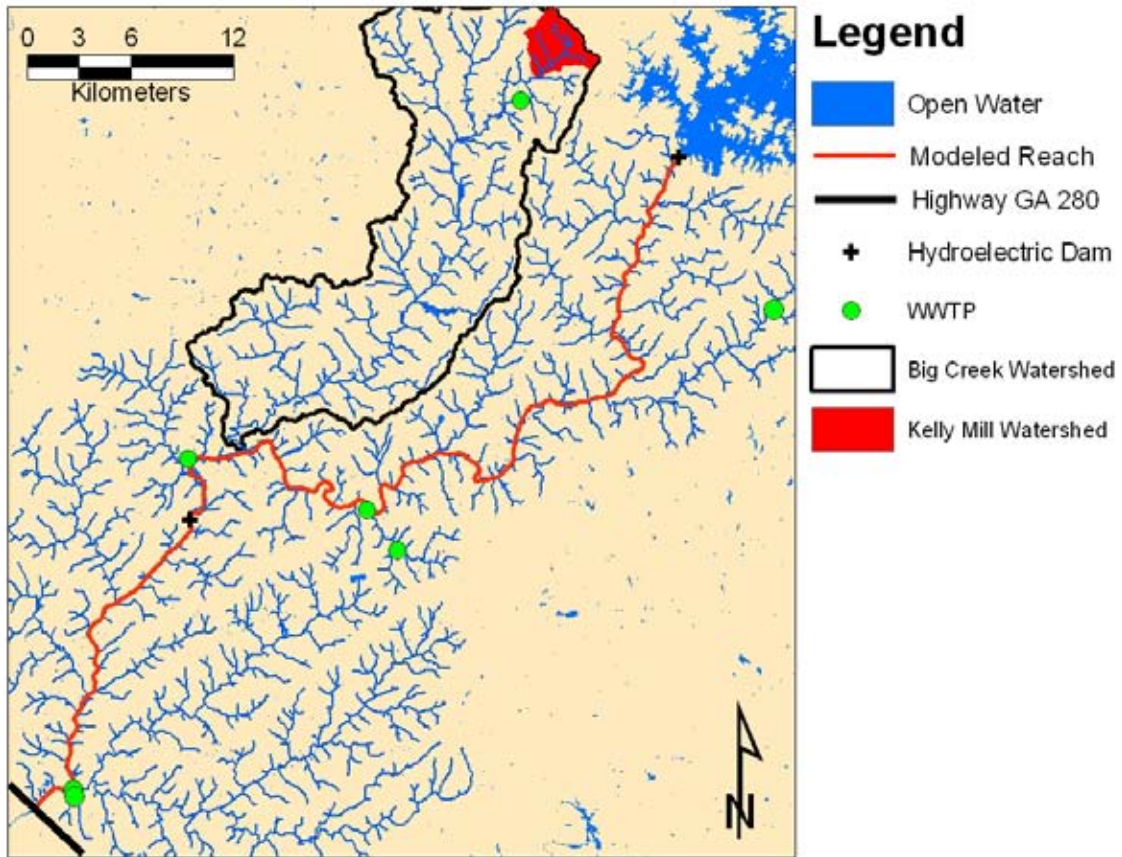 0 3 6 12
Kilometers
N
Legend
Open Water
Modeled Reach
Highway GA 280
Hydroelectric Dam
WWTP
Big Creek Watershed
Kelly Mill Watershed